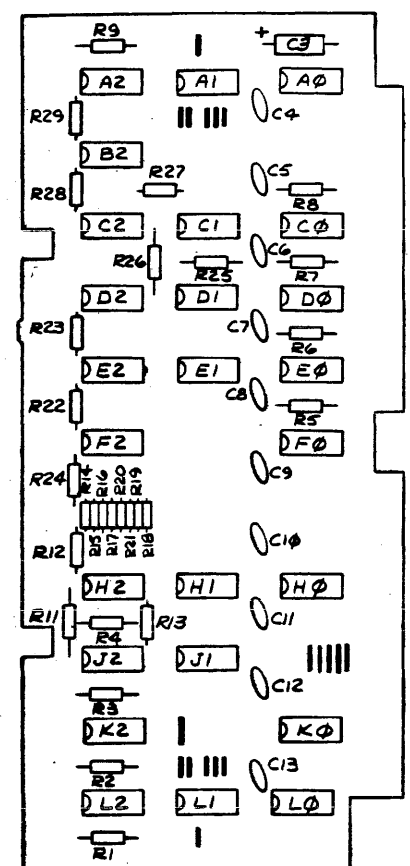 R9 + C3
A2 A1 AØ
R29 C4
B2
R27 C5
R28 R8
C2 C1 CØ
C6
R26 R25 R7
D2 D1 DØ
R23 C7
R6
E2 E1 EØ
C8
R22 R5
F2 FØ
C9
R24 R14 R16 R20 R19
R15 R17 R21 R18
R12 C10
H2 H1 HØ
R11 R13 C11
R4
J2 J1
C12
R3
K2 KØ
C13
R2
L2 L1 LØ
R1